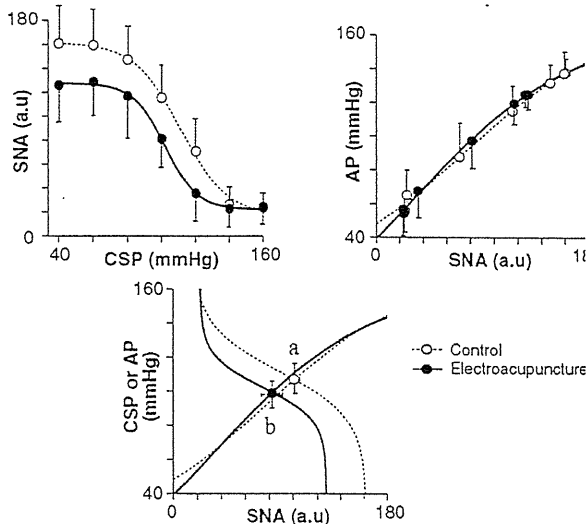 180
SNA (a.u)
0
40
CSP (mmHg)
160
160
AP (mmHg)
40
0
SNA (a.u)
160
CSP or AP
(mmHg)
40
0
SNA (a.u)
180
a
b
Control
Electroacupuncture